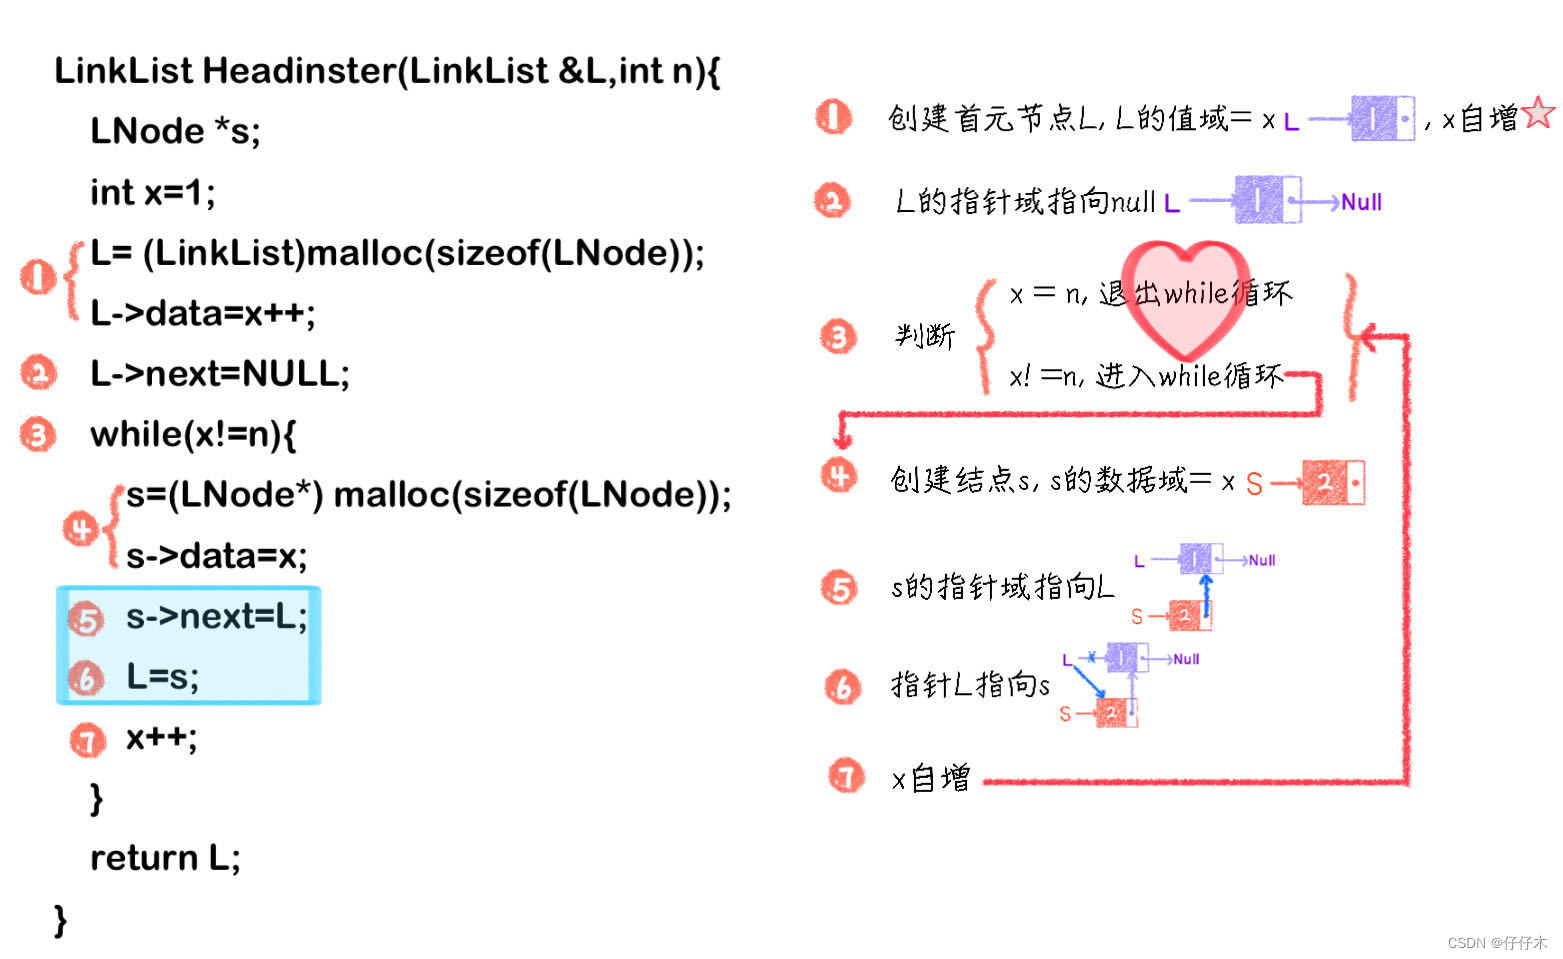 LinkList Headinster(LinkList &L,int n){
LNode *s;
int x=1;
1 L= (LinkList)malloc(sizeof(LNode));
L->data=x++;
2 L->next=NULL;
3 while(x!=n){
4 s=(LNode*) malloc(sizeof(LNode));
s->data=x;
5 s->next=L;
6 L=s;
7 x++;
}
return L;
}
1 创建首元节点L, L的值域= x L 1 , x自增
2 L的指针域指向null L 1 Null
3 判断
x = n, 退出while循环
x! =n, 进入while循环
4 创建结点s, s的数据域= x S 2
5 s的指针域指向L
L 1 Null
S 2
6 指针L指向s
L x 1 Null
S 2
7 x自增
CSDN @仔仔木